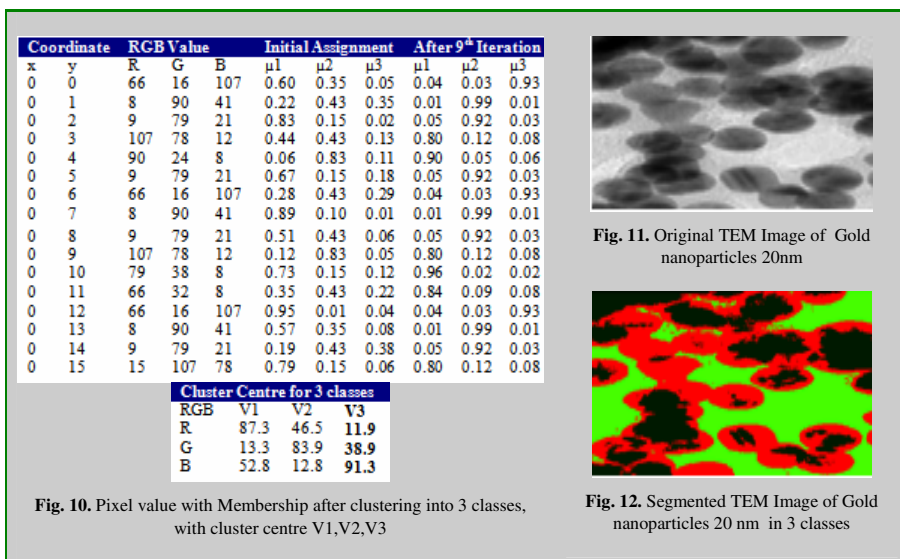 Coordinate RGB Value Initial Assignment After 9th Iteration
x y R G B µ1 µ2 µ3 µ1 µ2 µ3
0 0 66 16 107 0.60 0.35 0.05 0.04 0.03 0.93
0 1 8 90 41 0.22 0.43 0.35 0.01 0.99 0.01
0 2 9 79 21 0.83 0.15 0.02 0.05 0.92 0.03
0 3 107 78 12 0.44 0.43 0.13 0.80 0.12 0.08
0 4 90 24 8 0.06 0.83 0.11 0.90 0.05 0.06
0 5 9 79 21 0.67 0.15 0.18 0.05 0.92 0.03
0 6 66 16 107 0.28 0.43 0.29 0.04 0.03 0.93
0 7 8 90 41 0.89 0.10 0.01 0.01 0.99 0.01
0 8 9 79 21 0.51 0.43 0.06 0.05 0.92 0.03
0 9 107 78 12 0.12 0.83 0.05 0.80 0.12 0.08
0 10 79 38 8 0.73 0.15 0.12 0.96 0.02 0.02
0 11 66 32 8 0.35 0.43 0.22 0.84 0.09 0.08
0 12 66 16 107 0.95 0.01 0.04 0.04 0.03 0.93
0 13 8 90 41 0.57 0.35 0.08 0.01 0.99 0.01
0 14 9 79 21 0.19 0.43 0.38 0.05 0.92 0.03
0 15 15 107 78 0.79 0.15 0.06 0.80 0.12 0.08
Cluster Centre for 3 classes
RGB V1 V2 V3
R 87.3 46.5 11.9
G 13.3 83.9 38.9
B 52.8 12.8 91.3
Fig. 10. Pixel value with Membership after clustering into 3 classes,
with cluster centre V1,V2,V3
Fig. 11. Original TEM Image of Gold
nanoparticles 20nm
Fig. 12. Segmented TEM Image of Gold
nanoparticles 20 nm in 3 classes